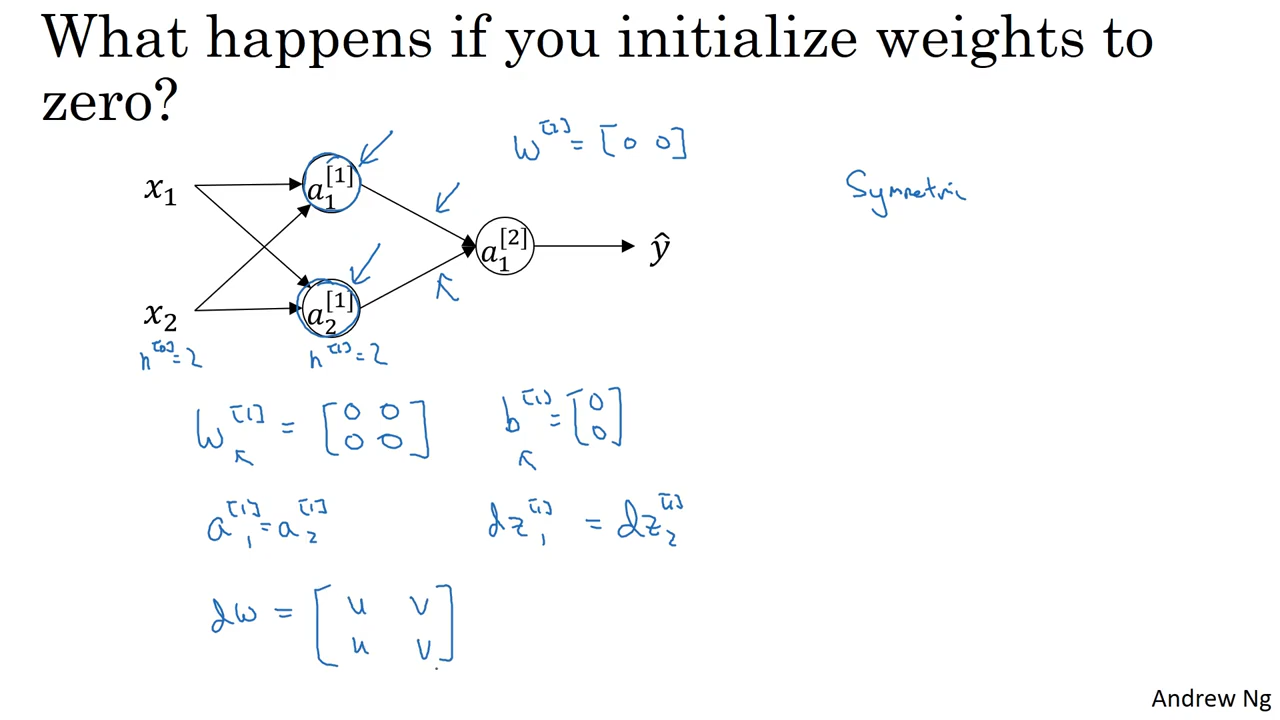 What happens if you initialize weights to
zero?
w^[2] = [0 0]
x₁
a₁^[1]
Symmetric
a₁^[2]
ŷ
x₂
a₂^[1]
n^[0] = 2
n^[1] = 2
w^[1] = [0 0
0 0]
b^[1] = [0
0]
a₁^[1] = a₂^[1]
dz₁^[1] = dz₂^[1]
dw = [u v
u v]
Andrew Ng